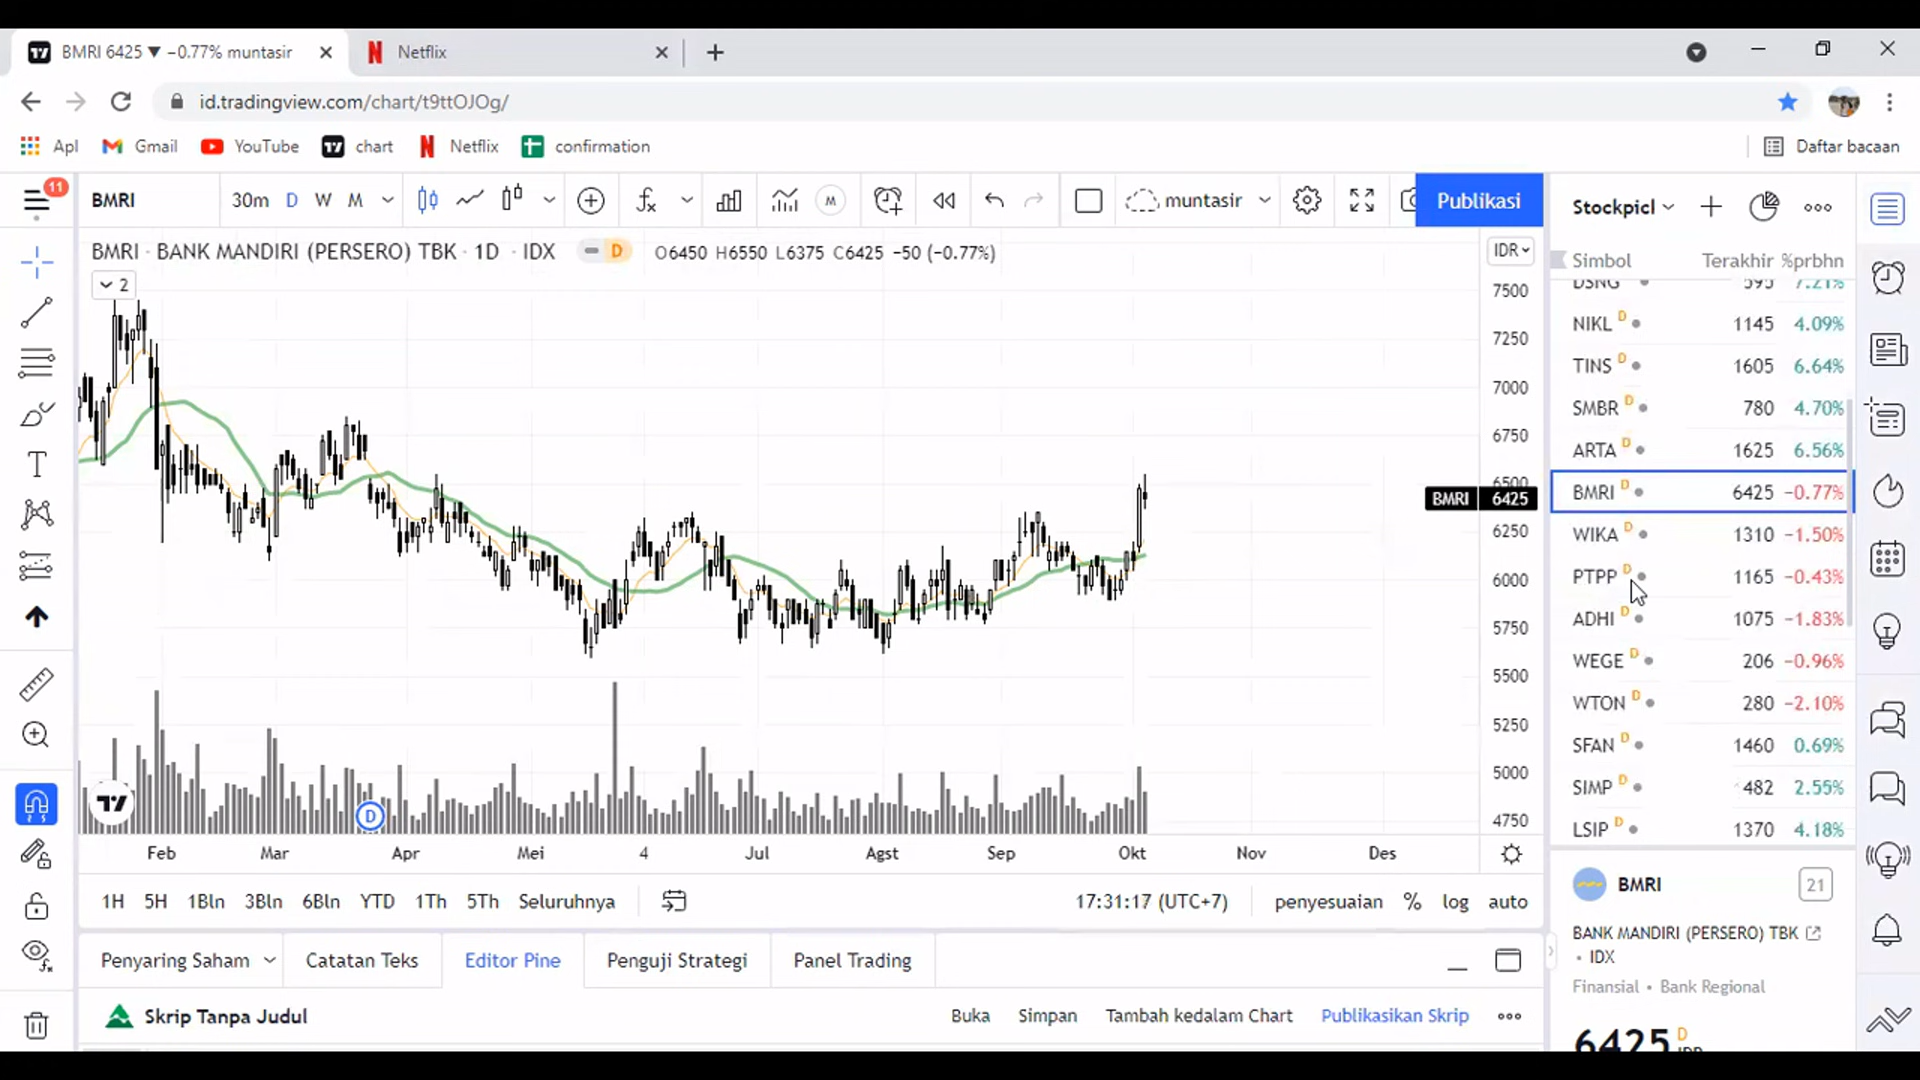 BMRI 6425 ▼ −0.77% muntasir
Netflix
id.tradingview.com/chart/t9ttOJOg/
Apl
Gmail
YouTube
chart
Netflix
confirmation
Daftar bacaan
11
BMRI
30m D W M
M
muntasir
Publikasi
BMRI · BANK MANDIRI (PERSERO) TBK · 1D · IDX
D
O6450 H6550 L6375 C6425 −50 (−0.77%)
IDR
2
7500
7250
7000
6750
6500
BMRI 6425
6250
6000
5750
5500
5250
5000
4750
D
Feb Mar Apr Mei 4 Jul Agst Sep Okt Nov Des
1H 5H 1Bln 3Bln 6Bln YTD 1Th 5Th Seluruhnya
17:31:17 (UTC+7)
penyesuaian % log auto
Penyaring Saham
Catatan Teks
Editor Pine
Penguji Strategi
Panel Trading
Skrip Tanpa Judul
Buka Simpan Tambah kedalam Chart Publikasikan Skrip
Stockpicl
Simbol Terakhir %prbhn
DSNG 595 7.21%
NIKL D 1145 4.09%
TINS D 1605 6.64%
SMBR D 780 4.70%
ARTA D 1625 6.56%
BMRI D 6425 −0.77%
WIKA D 1310 −1.50%
PTPP D 1165 −0.43%
ADHI D 1075 −1.83%
WEGE D 206 −0.96%
WTON D 280 −2.10%
SFAN D 1460 0.69%
SIMP D 482 2.55%
LSIP D 1370 4.18%
BMRI
21
BANK MANDIRI (PERSERO) TBK
• IDX
Finansial • Bank Regional
6425 D
IDR